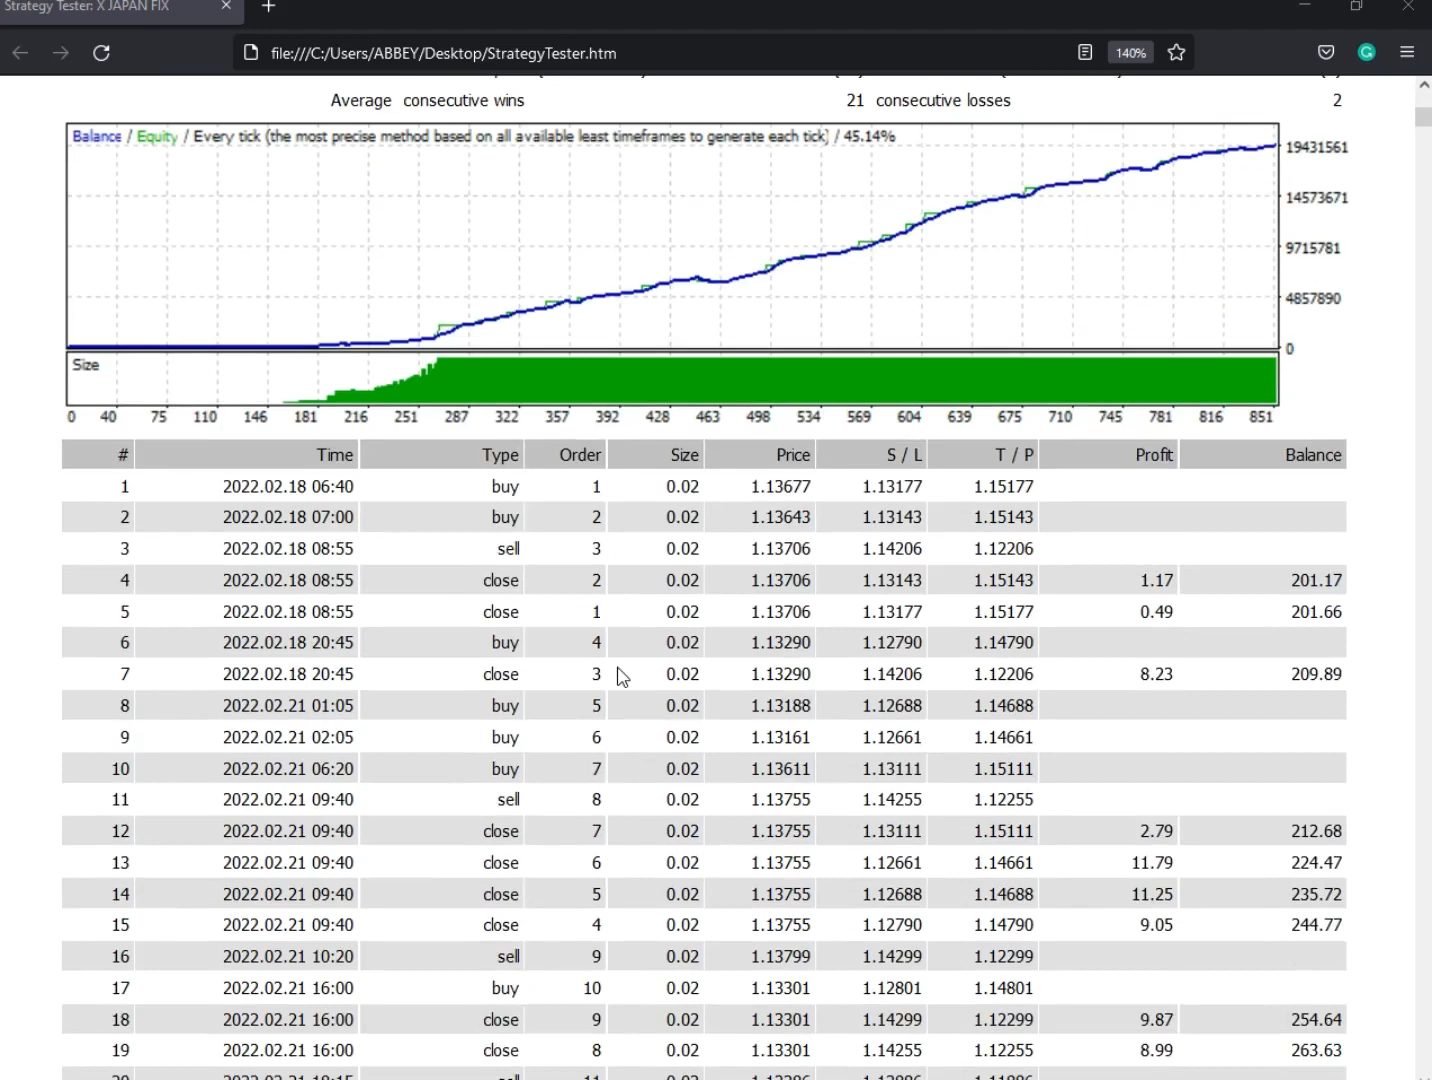 Strategy Tester: X JAPAN FIX
file:///C:/Users/ABBEY/Desktop/StrategyTester.htm 140%
Average consecutive wins 21 consecutive losses 2
Balance / Equity / Every tick (the most precise method based on all available least timeframes to generate each tick) / 45.14%
19431561
14573671
9715781
4857890
0
Size
0 40 75 110 146 181 216 251 287 322 357 392 428 463 498 534 569 604 639 675 710 745 781 816 851
# Time Type Order Size Price S / L T / P Profit Balance
1 2022.02.18 06:40 buy 1 0.02 1.13677 1.13177 1.15177
2 2022.02.18 07:00 buy 2 0.02 1.13643 1.13143 1.15143
3 2022.02.18 08:55 sell 3 0.02 1.13706 1.14206 1.12206
4 2022.02.18 08:55 close 2 0.02 1.13706 1.13143 1.15143 1.17 201.17
5 2022.02.18 08:55 close 1 0.02 1.13706 1.13177 1.15177 0.49 201.66
6 2022.02.18 20:45 buy 4 0.02 1.13290 1.12790 1.14790
7 2022.02.18 20:45 close 3 0.02 1.13290 1.14206 1.12206 8.23 209.89
8 2022.02.21 01:05 buy 5 0.02 1.13188 1.12688 1.14688
9 2022.02.21 02:05 buy 6 0.02 1.13161 1.12661 1.14661
10 2022.02.21 06:20 buy 7 0.02 1.13611 1.13111 1.15111
11 2022.02.21 09:40 sell 8 0.02 1.13755 1.14255 1.12255
12 2022.02.21 09:40 close 7 0.02 1.13755 1.13111 1.15111 2.79 212.68
13 2022.02.21 09:40 close 6 0.02 1.13755 1.12661 1.14661 11.79 224.47
14 2022.02.21 09:40 close 5 0.02 1.13755 1.12688 1.14688 11.25 235.72
15 2022.02.21 09:40 close 4 0.02 1.13755 1.12790 1.14790 9.05 244.77
16 2022.02.21 10:20 sell 9 0.02 1.13799 1.14299 1.12299
17 2022.02.21 16:00 buy 10 0.02 1.13301 1.12801 1.14801
18 2022.02.21 16:00 close 9 0.02 1.13301 1.14299 1.12299 9.87 254.64
19 2022.02.21 16:00 close 8 0.02 1.13301 1.14255 1.12255 8.99 263.63